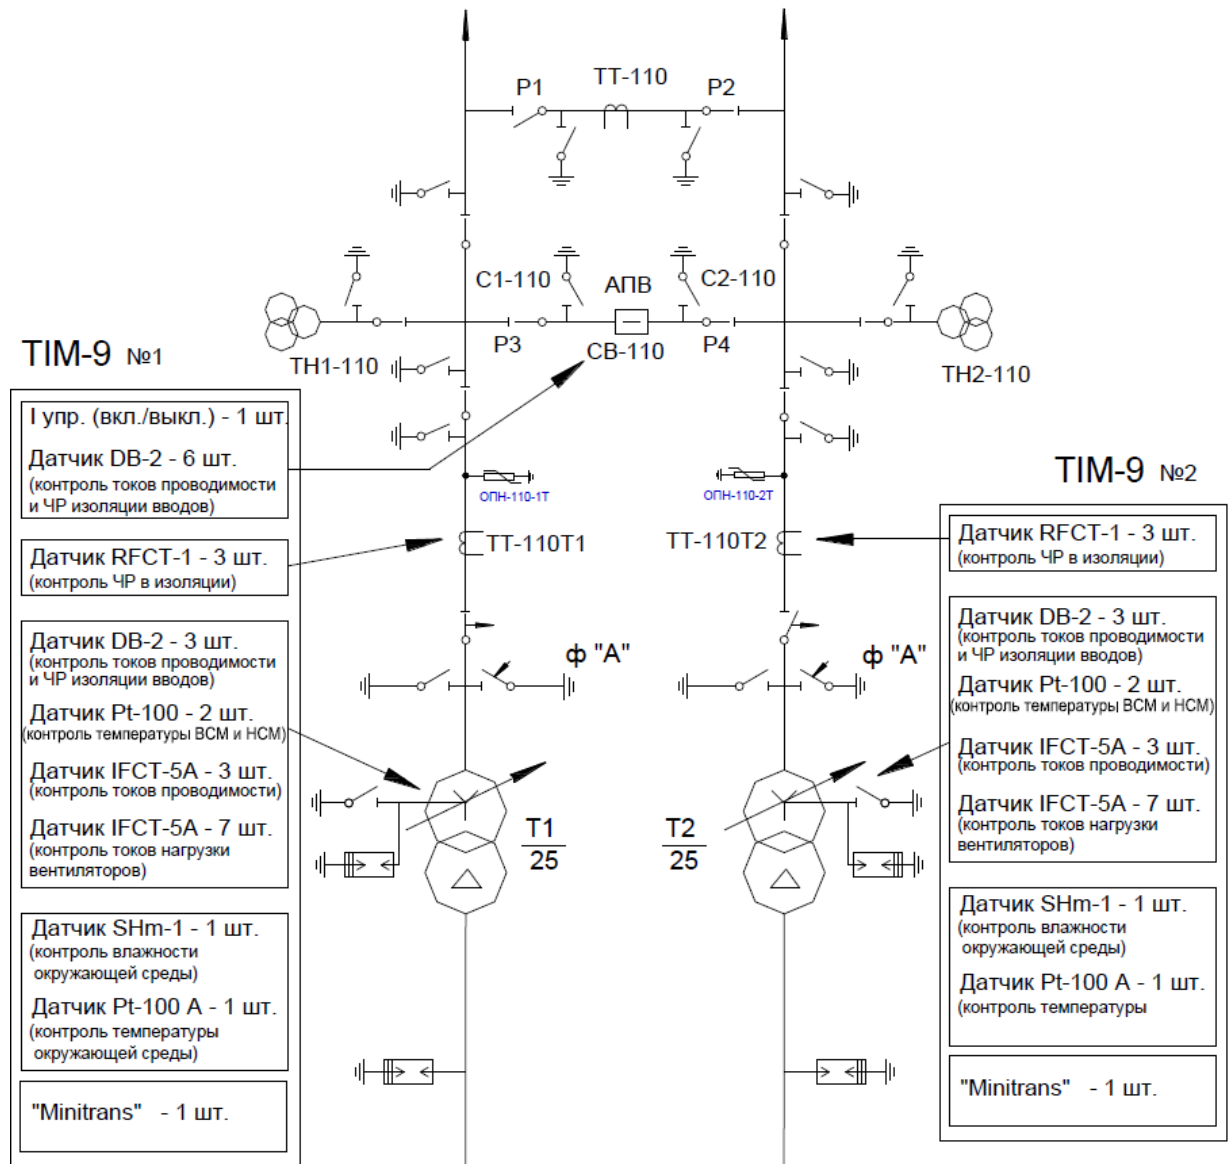 ТТ-110
Р1
Р2
С1-110
АПВ
С2-110
Р3
СВ-110
Р4
ТН1-110
ТН2-110
ОПН-110-1Т
ОПН-110-2Т
ТТ-110Т1
ТТ-110Т2
ф "А"
ф "А"
Т1
25
Т2
25
TIM-9 №1
I упр. (вкл./выкл.) - 1 шт.
Датчик DB-2 - 6 шт.
(контроль токов проводимости
и ЧР изоляции вводов)
Датчик RFCT-1 - 3 шт.
(контроль ЧР в изоляции)
Датчик DB-2 - 3 шт.
(контроль токов проводимости
и ЧР изоляции вводов)
Датчик Pt-100 - 2 шт.
(контроль температуры ВСМ и НСМ)
Датчик IFCT-5A - 3 шт.
(контроль токов проводимости)
Датчик IFCT-5A - 7 шт.
(контроль токов нагрузки
вентиляторов)
Датчик SHm-1 - 1 шт.
(контроль влажности
окружающей среды)
Датчик Pt-100 A - 1 шт.
(контроль температуры
окружающей среды)
"Minitrans" - 1 шт.
TIM-9 №2
Датчик RFCT-1 - 3 шт.
(контроль ЧР в изоляции)
Датчик DB-2 - 3 шт.
(контроль токов проводимости
и ЧР изоляции вводов)
Датчик Pt-100 - 2 шт.
(контроль температуры ВСМ и НСМ)
Датчик IFCT-5A - 3 шт.
(контроль токов проводимости)
Датчик IFCT-5A - 7 шт.
(контроль токов нагрузки
вентиляторов)
Датчик SHm-1 - 1 шт.
(контроль влажности
окружающей среды)
Датчик Pt-100 A - 1 шт.
(контроль температуры
"Minitrans" - 1 шт.